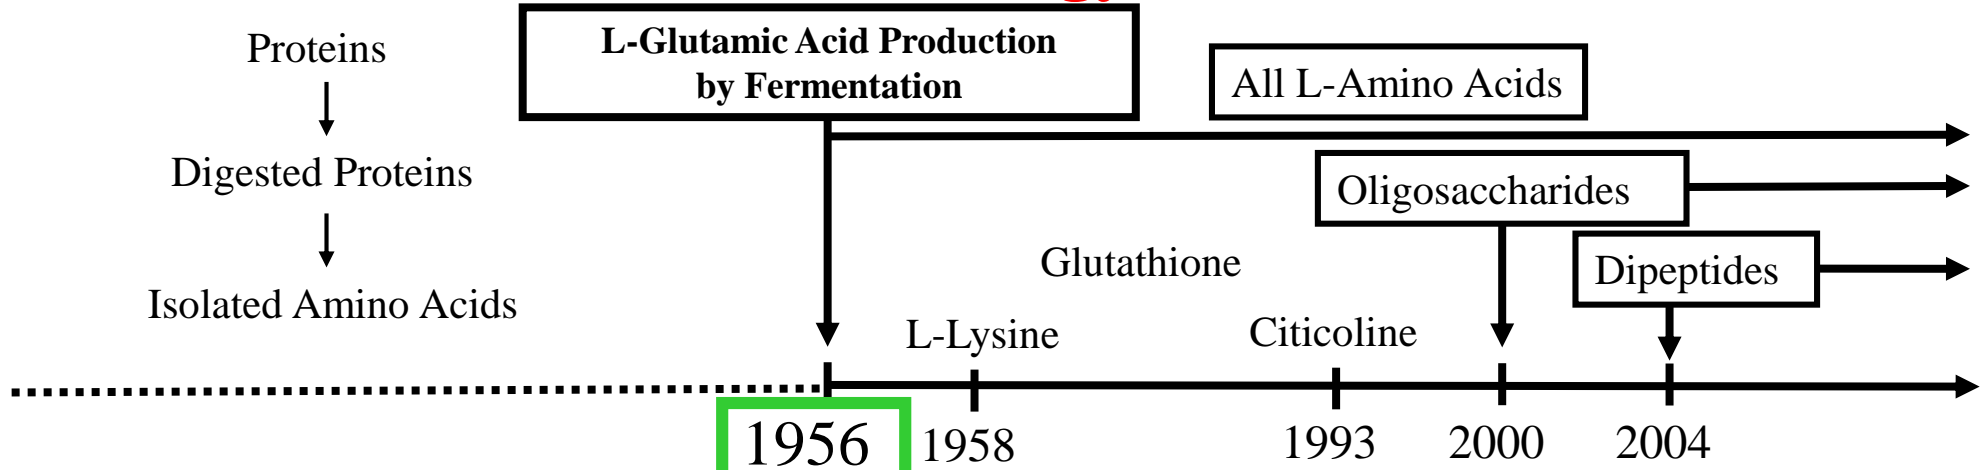 Proteins
Digested Proteins
Isolated Amino Acids
L-Glutamic Acid Production
by Fermentation
All L-Amino Acids
Oligosaccharides
Dipeptides
Glutathione
L-Lysine
Citicoline
1956
1958
1993
2000
2004